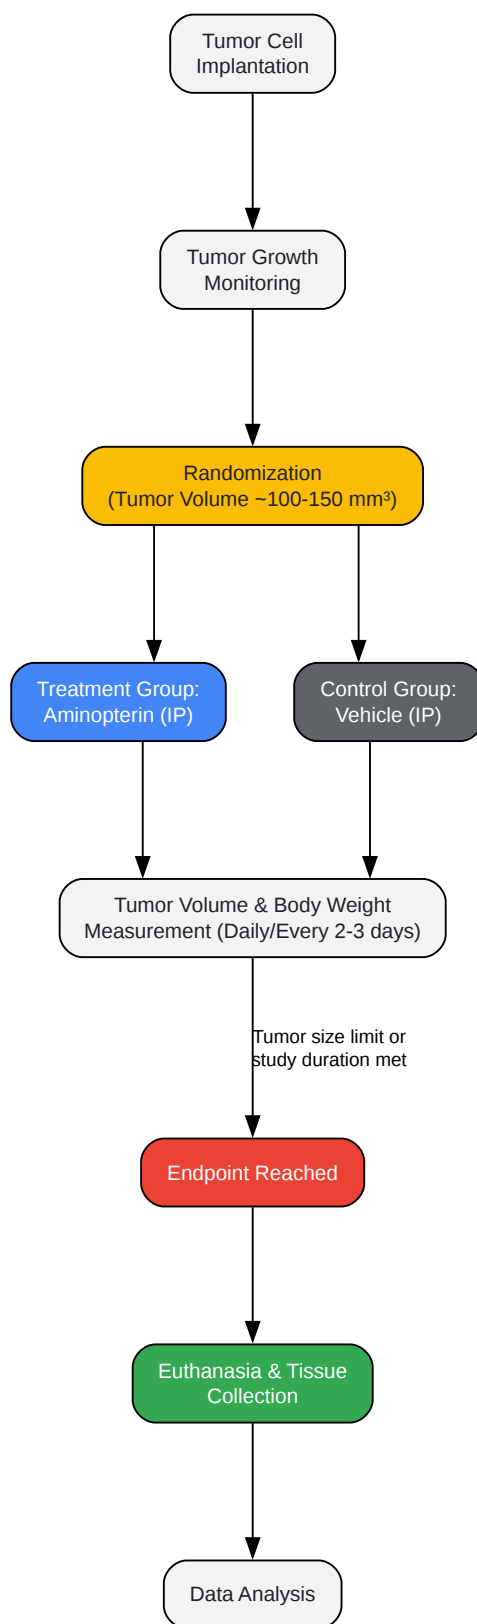 Tumor Cell
Implantation
Tumor Growth
Monitoring
Randomization
(Tumor Volume ~100-150 mm³)
Treatment Group:
Aminopterin (IP)
Control Group:
Vehicle (IP)
Tumor Volume & Body Weight
Measurement (Daily/Every 2-3 days)
Tumor size limit or
study duration met
Endpoint Reached
Euthanasia & Tissue
Collection
Data Analysis